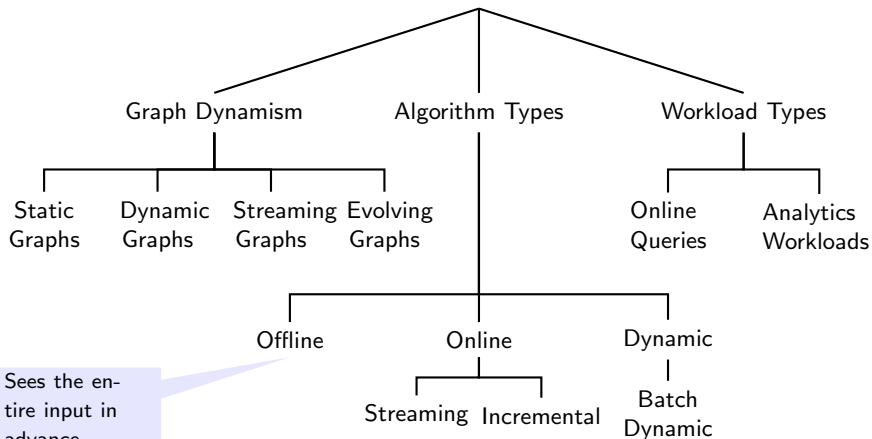 Graph Dynamism
Algorithm Types
Workload Types
Static
Graphs
Dynamic
Graphs
Streaming
Graphs
Evolving
Graphs
Online
Queries
Analytics
Workloads
Offline
Online
Dynamic
Sees the en-
tire input in
advance
Streaming
Incremental
Batch
Dynamic